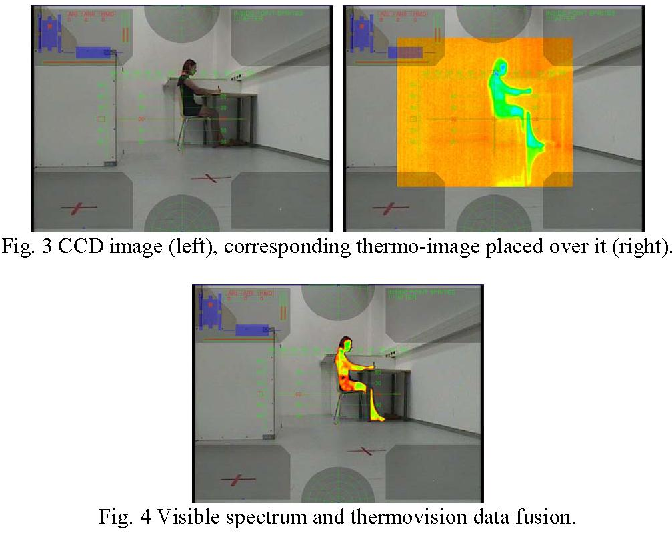 Fig. 3 CCD image (left), corresponding thermo-image placed over it (right).
Fig. 4 Visible spectrum and thermovision data fusion.